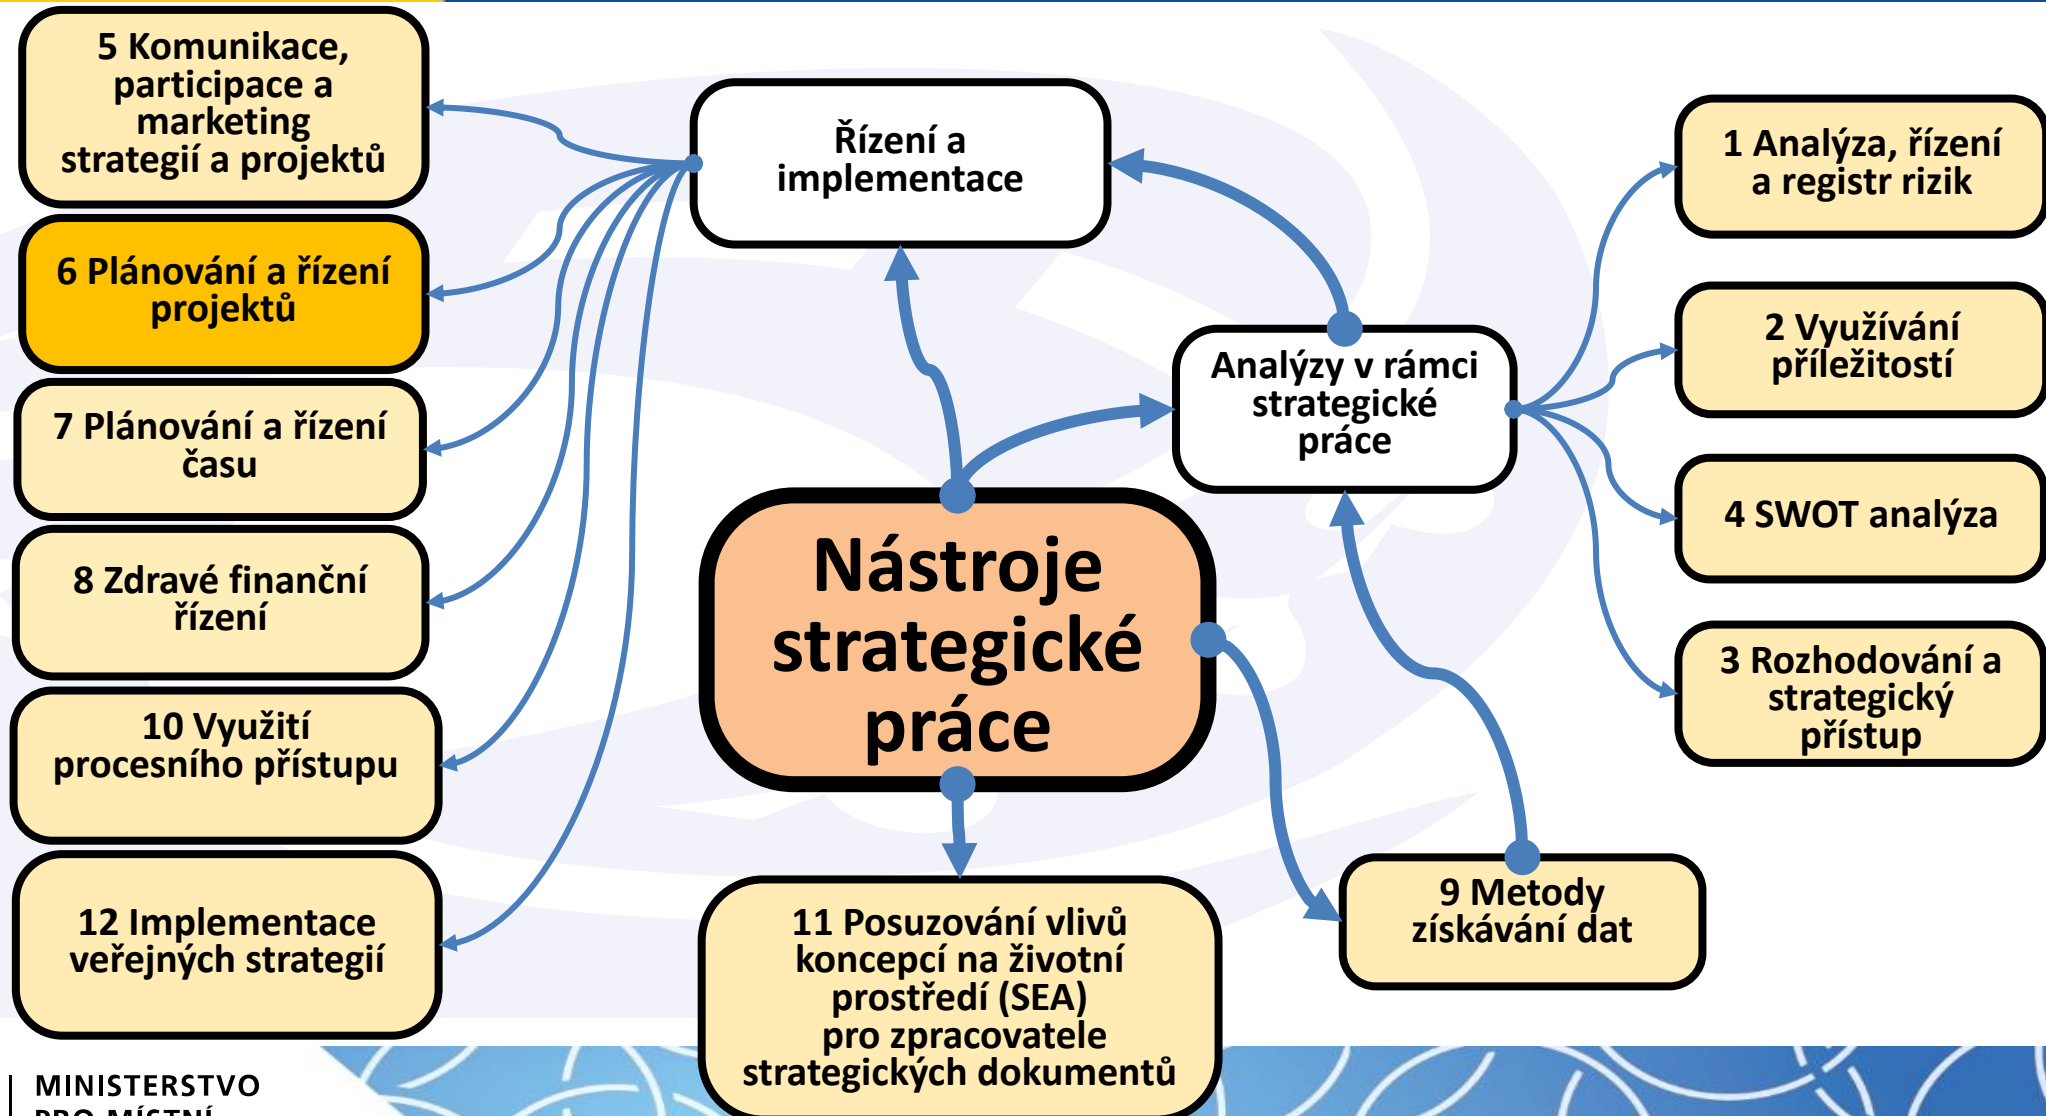 5 Komunikace,
participace a
marketing
strategií a projektů
6 Plánování a řízení
projektů
7 Plánování a řízení
času
8 Zdravé finanční
řízení
10 Využití
procesního přístupu
12 Implementace
veřejných strategií
Řízení a
implementace
Analýzy v rámci
strategické
práce
Nástroje
strategické
práce
11 Posuzování vlivů
koncepcí na životní
prostředí (SEA)
pro zpracovatele
strategických dokumentů
9 Metody
získávání dat
1 Analýza, řízení
a registr rizik
2 Využívání
příležitostí
4 SWOT analýza
3 Rozhodování a
strategický
přístup
MINISTERSTVO
PRO MÍSTNÍ